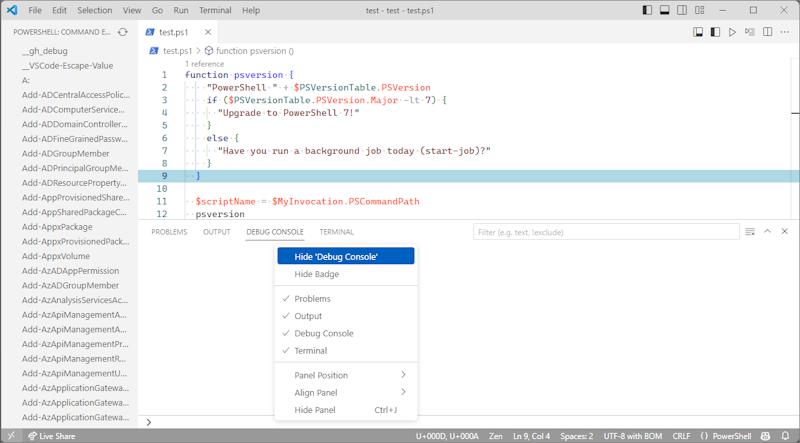 File Edit Selection View Go Run Terminal Help test - test - test.ps1
POWERSHELL: COMMAND E...
__gh_debug
__VSCode-Escape-Value
A:
Add-ADCentralAccessPolic...
Add-ADComputerService...
Add-ADDomainController...
Add-ADFineGrainedPassw...
Add-ADGroupMember
Add-ADPrincipalGroupMe...
Add-ADResourceProperty...
Add-AppProvisionedShare...
Add-AppSharedPackageC...
Add-AppxPackage
Add-AppxProvisionedPack...
Add-AppxVolume
Add-AzADAppPermission
Add-AzADGroupMember
Add-AzAnalysisServicesAc...
Add-AzApiManagementA...
Add-AzApiManagementA...
Add-AzApiManagementPr...
Add-AzApiManagementR...
Add-AzApiManagementU...
Add-AzApplicationGatewa...
Add-AzApplicationGatewa...
Add-AzApplicationGatewa...
test.ps1
test.ps1 > function psversion ()
1 reference
1 function psversion {
2 "PowerShell " + $PSVersionTable.PSVersion
3 if ($PSVersionTable.PSVersion.Major -lt 7) {
4 "Upgrade to PowerShell 7!"
5 }
6 else {
7 "Have you run a background job today (start-job)?"
8 }
9 }
10
11 $scriptName = $MyInvocation.PSCommandPath
12 psversion
PROBLEMS OUTPUT DEBUG CONSOLE TERMINAL Filter (e.g. text, !exclude)
Hide 'Debug Console'
Hide Badge
Problems
Output
Debug Console
Terminal
Panel Position
Align Panel
Hide Panel Ctrl+J
Live Share U+000D, U+000A Zen Ln 9, Col 4 Spaces: 2 UTF-8 with BOM CRLF {} PowerShell